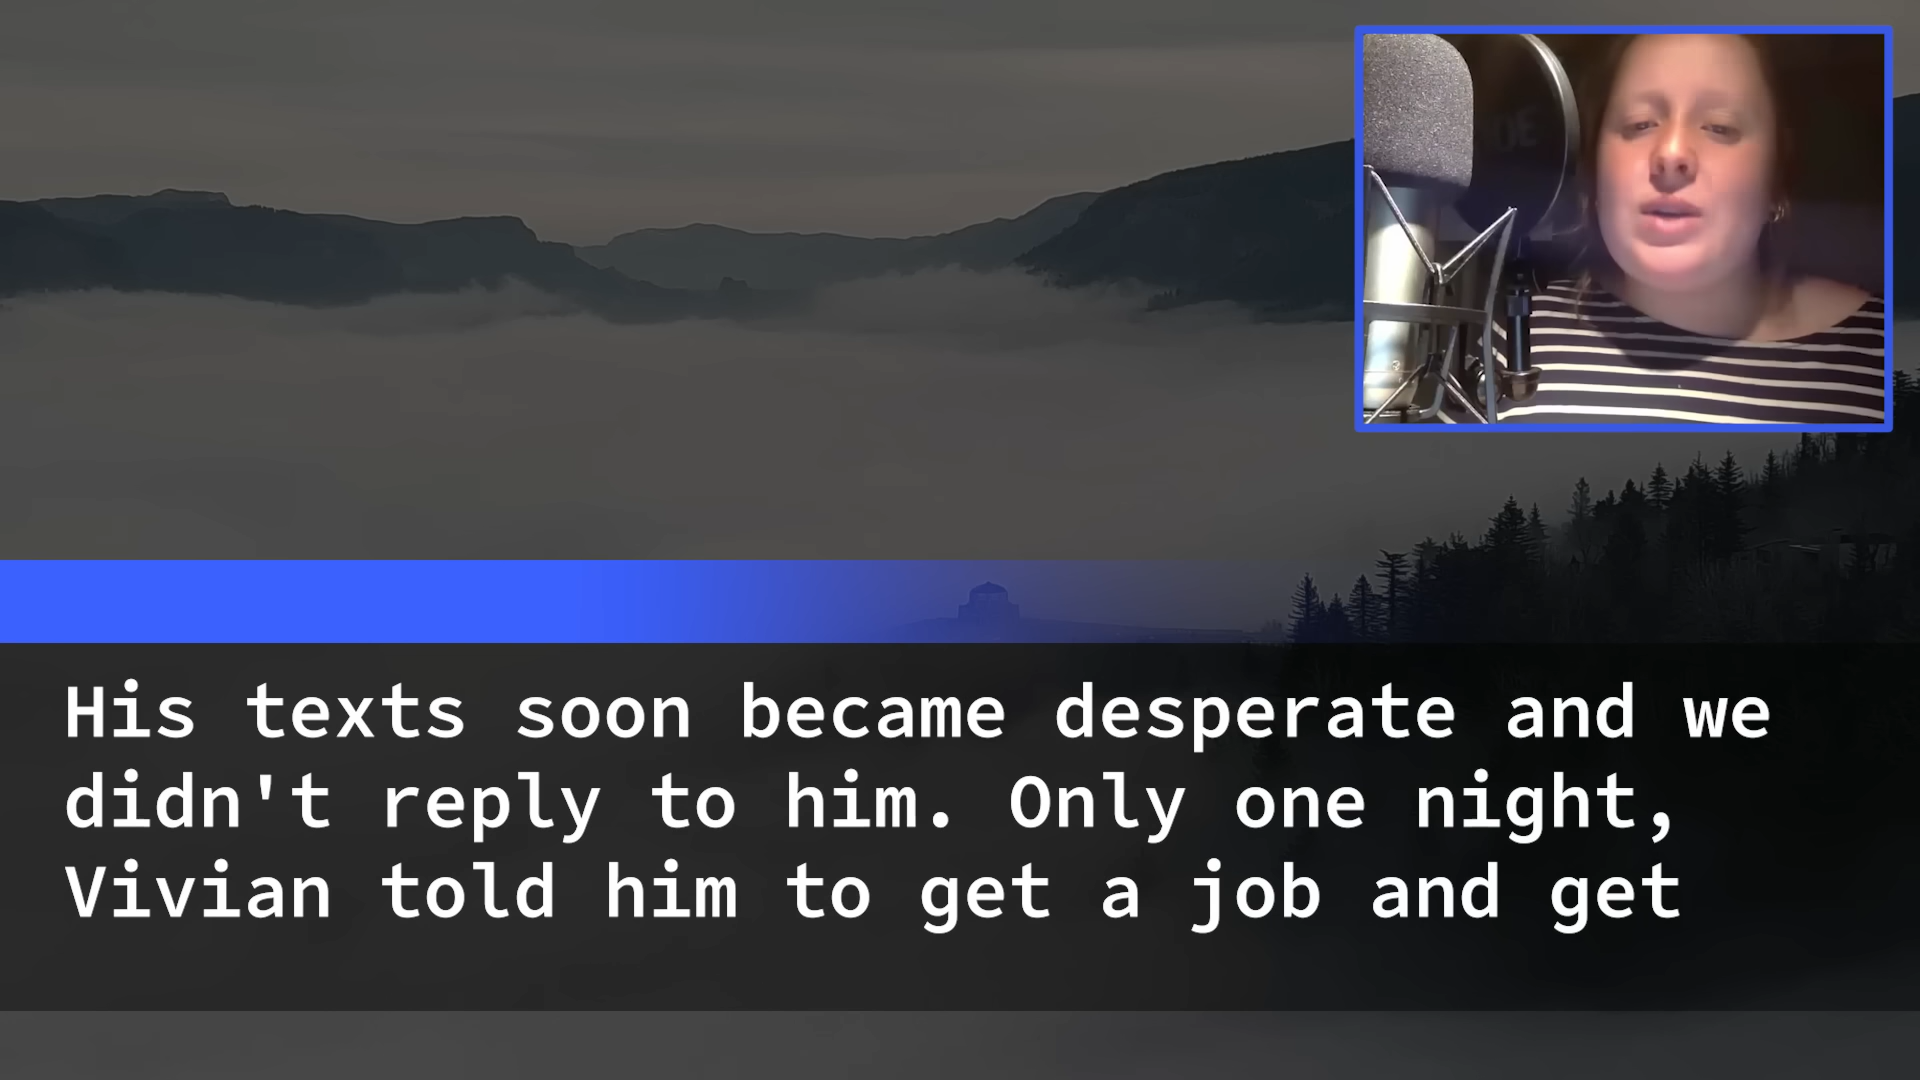 His texts soon became desperate and we
didn't reply to him. Only one night,
Vivian told him to get a job and get